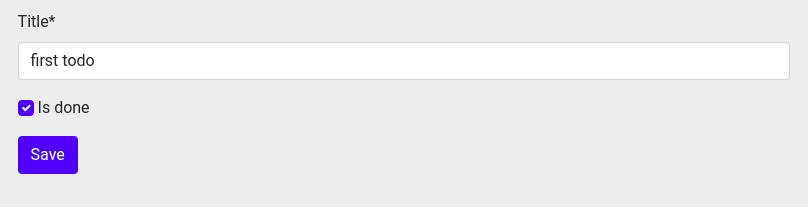 Title*
first todo
Is done
Save